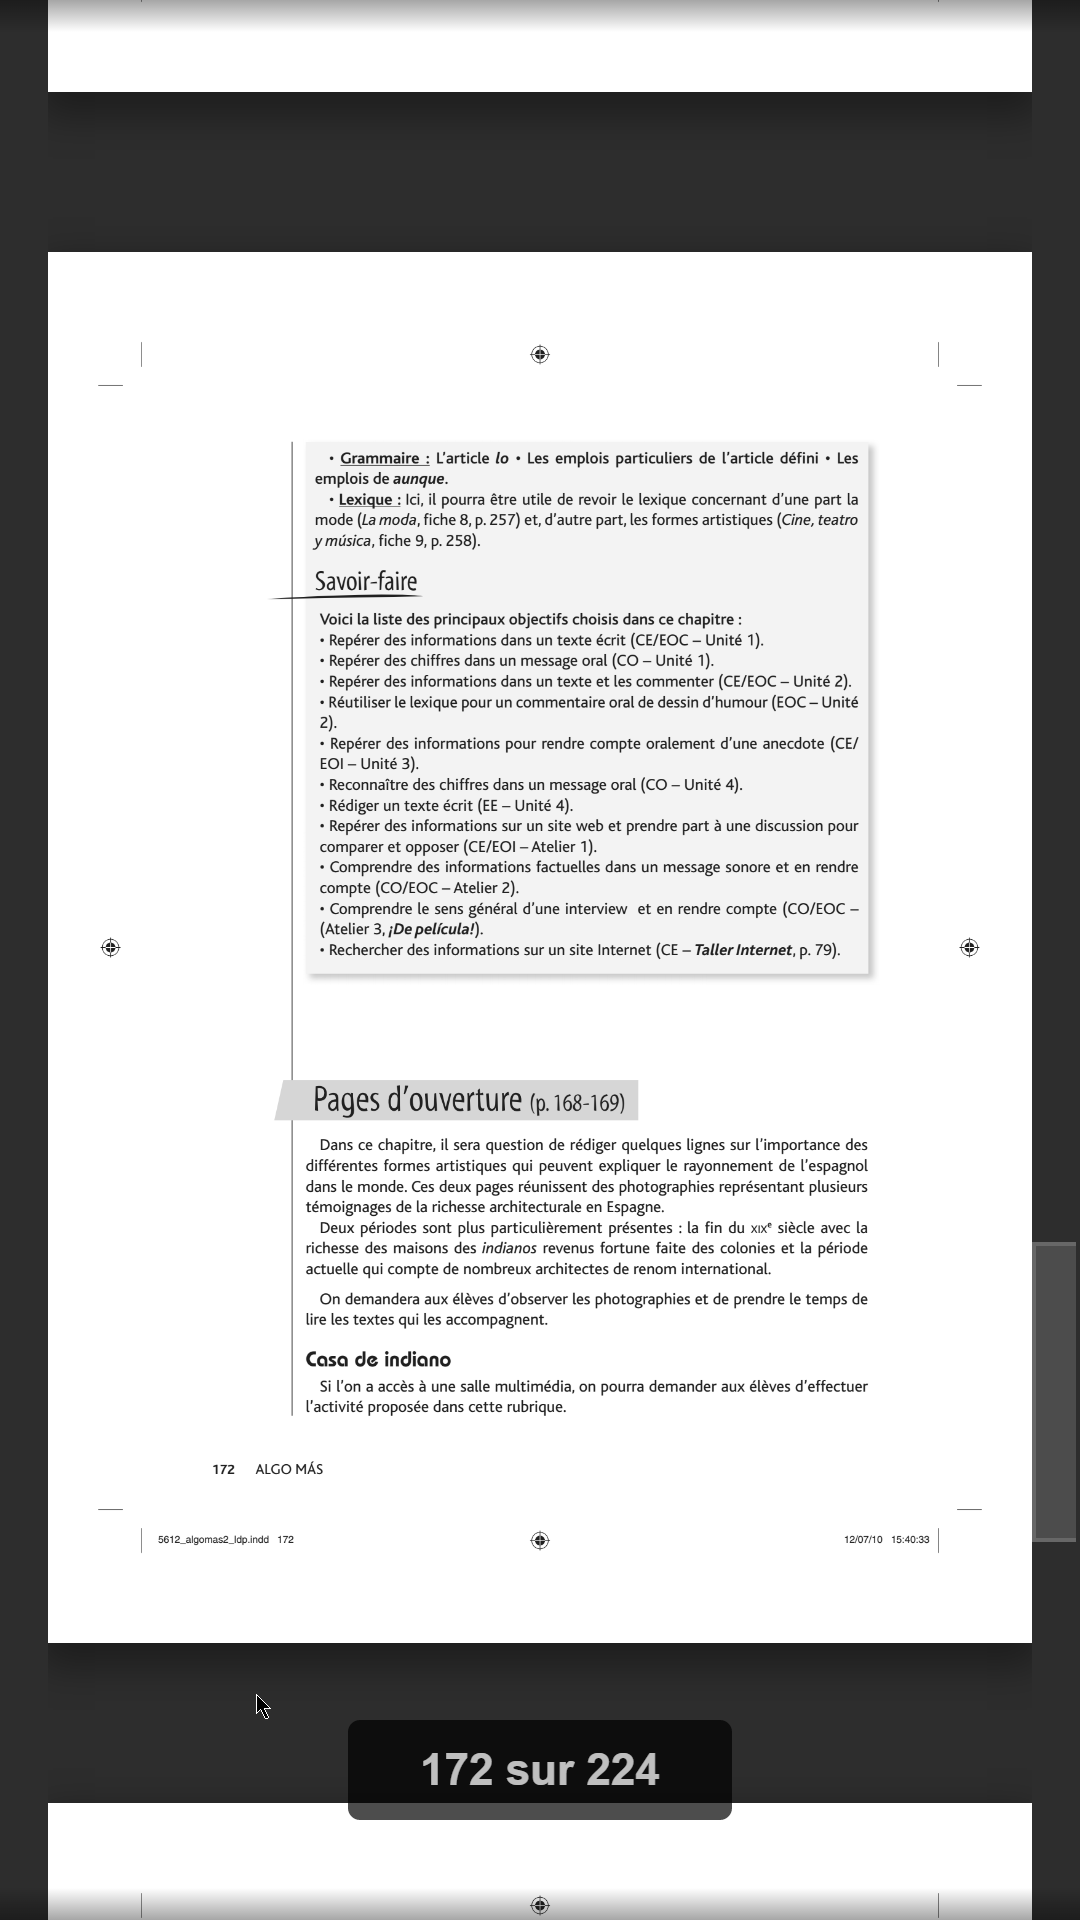 • Grammaire : L’article lo • Les emplois particuliers de l’article défini • Les
emplois de aunque.
• Lexique : Ici, il pourra être utile de revoir le lexique concernant d’une part la
mode (La moda, fiche 8, p. 257) et, d’autre part, les formes artistiques (Cine, teatro
y música, fiche 9, p. 258).
Savoir-faire
Voici la liste des principaux objectifs choisis dans ce chapitre :
• Repérer des informations dans un texte écrit (CE/EOC – Unité 1).
• Repérer des chiffres dans un message oral (CO – Unité 1).
• Repérer des informations dans un texte et les commenter (CE/EOC – Unité 2).
• Réutiliser le lexique pour un commentaire oral de dessin d’humour (EOC – Unité
2).
• Repérer des informations pour rendre compte oralement d’une anecdote (CE/
EOI – Unité 3).
• Reconnaître des chiffres dans un message oral (CO – Unité 4).
• Rédiger un texte écrit (EE – Unité 4).
• Repérer des informations sur un site web et prendre part à une discussion pour
comparer et opposer (CE/EOI – Atelier 1).
• Comprendre des informations factuelles dans un message sonore et en rendre
compte (CO/EOC – Atelier 2).
• Comprendre le sens général d’une interview et en rendre compte (CO/EOC –
(Atelier 3, ¡De película!).
• Rechercher des informations sur un site Internet (CE – Taller Internet, p. 79).
Pages d’ouverture (p. 168-169)
Dans ce chapitre, il sera question de rédiger quelques lignes sur l’importance des
différentes formes artistiques qui peuvent expliquer le rayonnement de l’espagnol
dans le monde. Ces deux pages réunissent des photographies représentant plusieurs
témoignages de la richesse architecturale en Espagne.
Deux périodes sont plus particulièrement présentes : la fin du XIXe siècle avec la
richesse des maisons des indianos revenus fortune faite des colonies et la période
actuelle qui compte de nombreux architectes de renom international.
On demandera aux élèves d’observer les photographies et de prendre le temps de
lire les textes qui les accompagnent.
Casa de indiano
Si l’on a accès à une salle multimédia, on pourra demander aux élèves d’effectuer
l’activité proposée dans cette rubrique.
172 ALGO MÁS
5612_algomas2_ldp.indd 172 12/07/10 15:40:33
172 sur 224